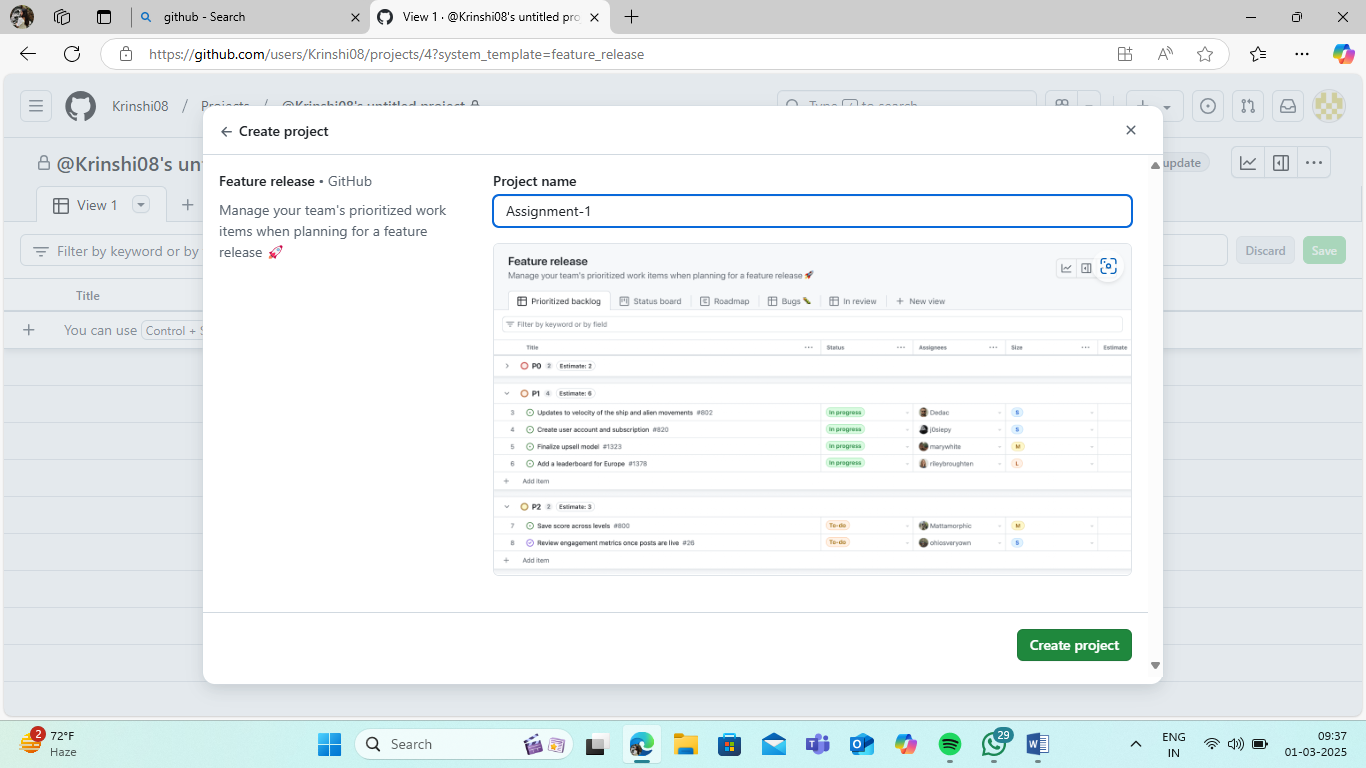 github - Search
View 1 · @Krinshi08's untitled pro
https://github.com/users/Krinshi08/projects/4?system_template=feature_release
Krinshi08 / Projects / @Krinshi08's untitled project
Type / to search
Create project
@Krinshi08's unt
update
Feature release • GitHub
Manage your team's prioritized work
items when planning for a feature
release 🚀
Project name
Assignment-1
View 1
Filter by keyword or by
Discard
Save
Title
You can use Control + S
Feature release
Manage your team's prioritized work items when planning for a feature release 🚀
Prioritized backlog
Status board
Roadmap
Bugs
In review
New view
Filter by keyword or by field
Title
Status
Assignees
Size
Estimate
P0 2 Estimate: 2
P1 4 Estimate: 6
3 Updates to velocity of the ship and alien movements #802 In progress Dedac S
4 Create user account and subscription #820 In progress j0siepy S
5 Finalize upsell model #1323 In progress marywhite M
6 Add a leaderboard for Europe #1378 In progress rileybroughten L
+ Add item
P2 2 Estimate: 3
7 Save score across levels #800 To-do Mattamorphic M
8 Review engagement metrics once posts are live #26 To-do ohiosveryown S
+ Add item
Create project
2
72°F
Haze
Search
29
ENG
IN
09:37
01-03-2025